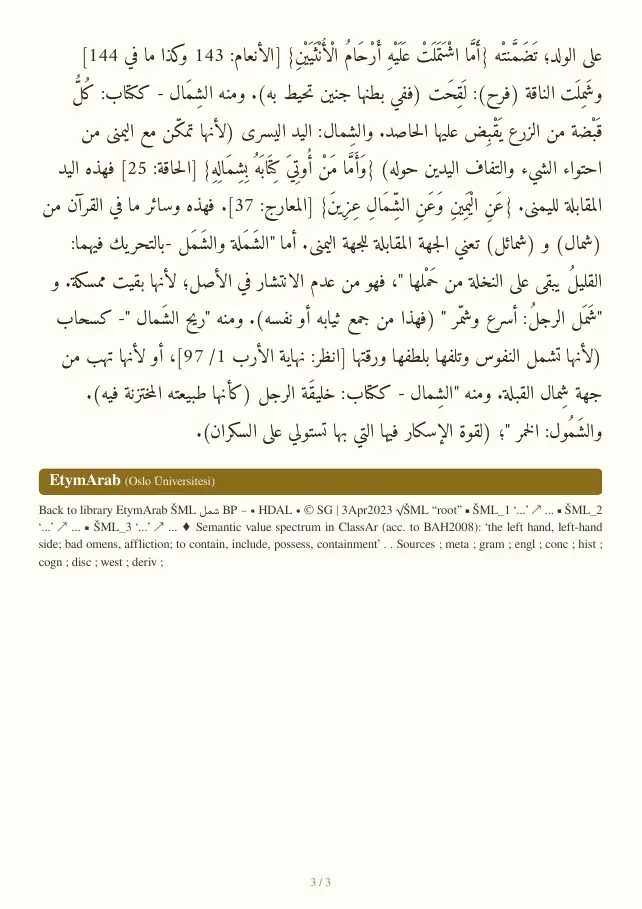 على الولد؛ تَضَمَّنتْه {أَمَّا اشْتَمَلَتْ عَلَيْهِ أَرْحَامُ الْأُنْثَيَيْنِ} [الأنعام: 143 وكذا ما في 144]
وشَمِلَت الناقة (فرح): لَقِحَت (ففي بطنها جنين تحيط به). ومنه الشِمَال - ككتاب: كُلُّ
قَبْضة من الزرع يَقْبِض عليها الحاصد. والشِمال: اليد اليسرى (لأنها تمكّن مع اليمنى من
احتواء الشيء والتفاف اليدين حوله) {وَأَمَّا مَنْ أُوتِيَ كِتَابَهُ بِشِمَالِهِ} [الحاقة: 25] فهذه اليد
المقابلة لليمنى. {عَنِ الْيَمِينِ وَعَنِ الشِّمَالِ عِزِينَ} [المعارج: 37]. فهذه وسائر ما في القرآن من
(شمال) و (شمائل) تعني الجهة المقابلة للجهة اليمنى. أما "الشَمَلة والشَمَل -بالتحريك فيهما:
القليلُ يبقى على النخلة من حَمْلها "، فهو من عدم الانتشار في الأصل؛ لأنها بقيت ممسكة. و
"شَمَل الرجلُ: أسرع وشمّر " (فهذا من جمع ثيابه أو نفسه). ومنه "ريح الشَمال "- كسحاب
(لأنها تشمل النفوس وتلفها بلطفها ورقتها [انظر: نهاية الأرب 1/ 97]، أو لأنها تهب من
جهة شِمال القبلة. ومنه "الشِمال - ككتاب: خليقَة الرجل (كأنها طبيعته المختزنة فيه).
والشَمُول: الخمر "؛ (لقوة الإسكار فيها التي بها تستولي على السكران).
EtymArab (Oslo Üniversitesi)
Back to library EtymArab ŠML شمل BP – • HDAL • © SG | 3Apr2023 √ŠML “root” ▪ ŠML_1 ‘...’ ↗ ... ▪ ŠML_2
‘...’ ↗ ... ▪ ŠML_3 ‘...’ ↗ ... ♦ Semantic value spectrum in ClassAr (acc. to BAH2008): ‘the left hand, left-hand
side; bad omens, affliction; to contain, include, possess, containment’ . . Sources ; meta ; gram ; engl ; conc ; hist ;
cogn ; disc ; west ; deriv ;
3 / 3